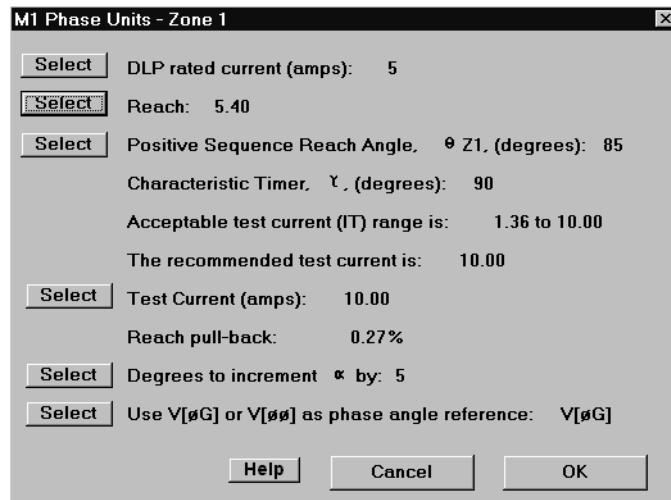 M1 Phase Units - Zone 1
Select DLP rated current (amps): 5
Select Reach: 5.40
Select Positive Sequence Reach Angle, θ Z1, (degrees): 85
Characteristic Timer, τ, (degrees): 90
Acceptable test current (IT) range is: 1.36 to 10.00
The recommended test current is: 10.00
Select Test Current (amps): 10.00
Reach pull-back: 0.27%
Select Degrees to increment α by: 5
Select Use V[øG] or V[øø] as phase angle reference: V[øG]
Help Cancel OK